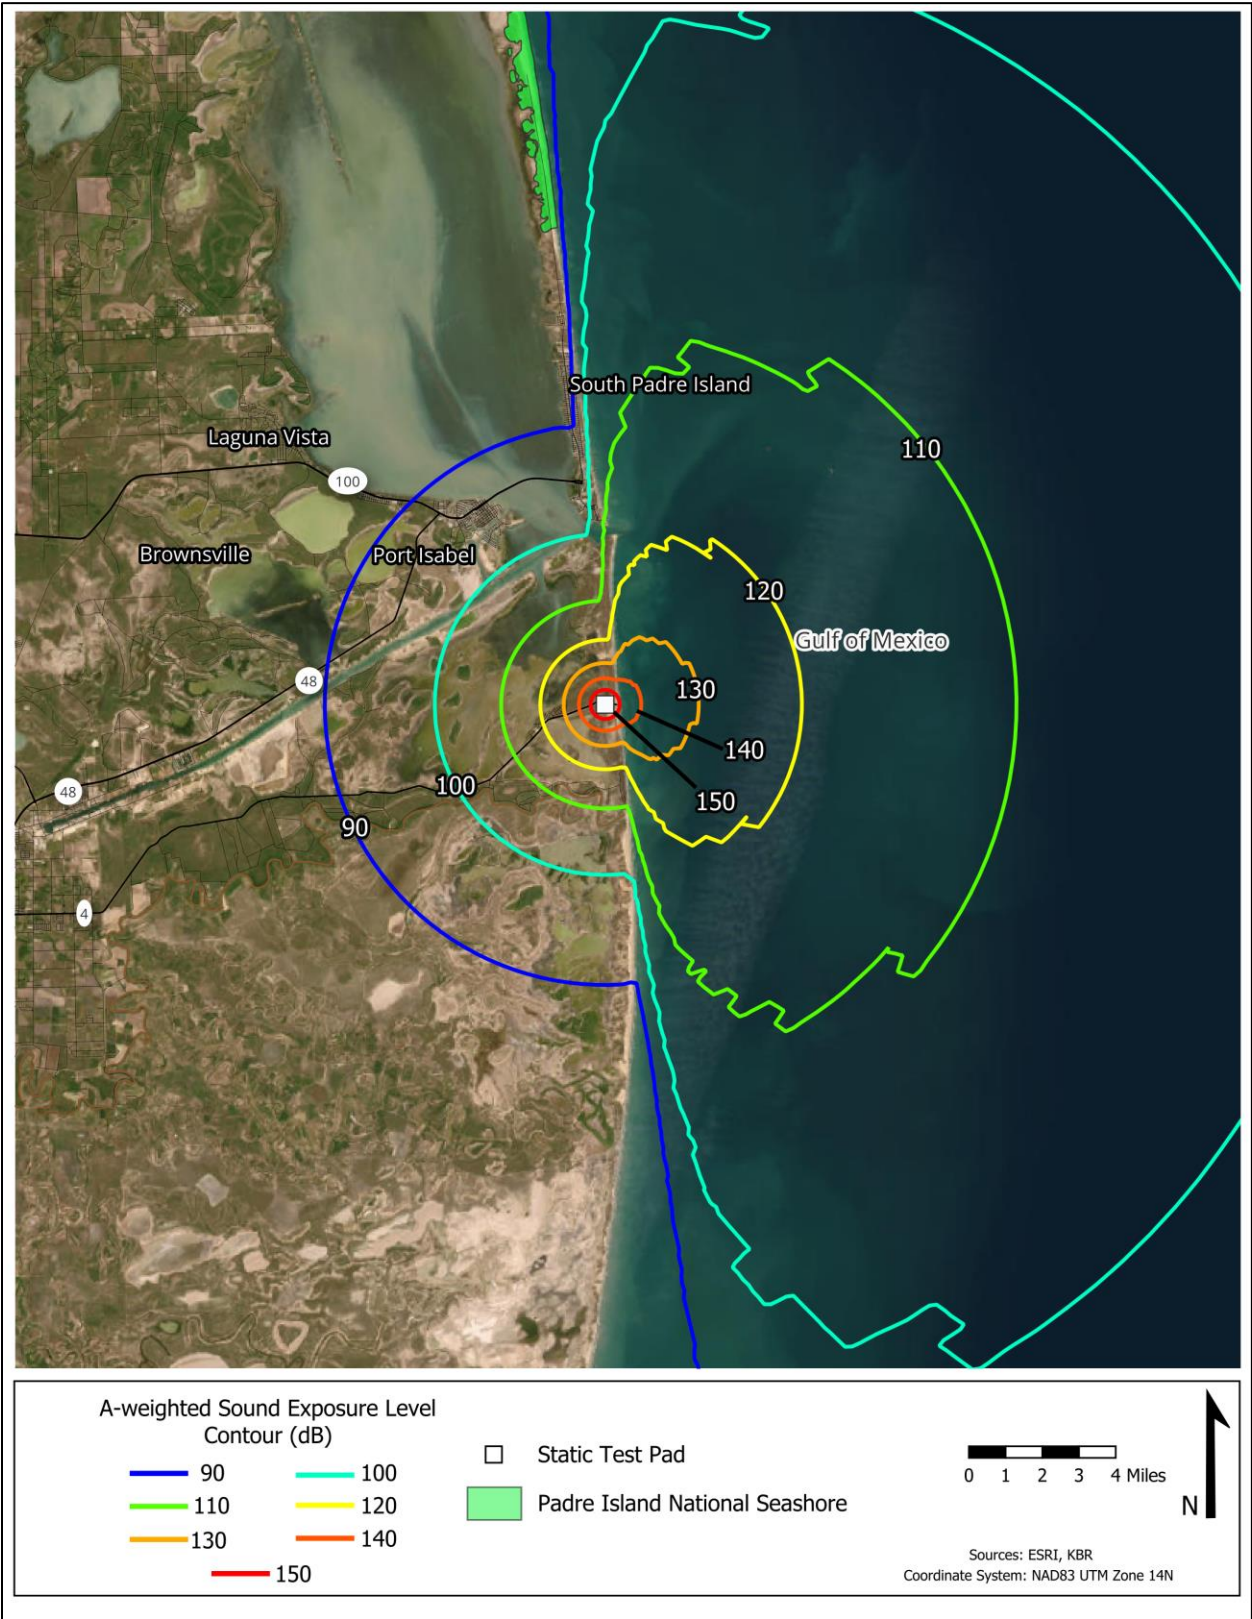 South Padre Island
Laguna Vista
110
100
Brownsville
Port Isabel
120
Gulf of Mexico
48
130
140
100
48
150
90
4
A-weighted Sound Exposure Level
Contour (dB)
90
100
110
120
130
140
150
Static Test Pad
Padre Island National Seashore
0 1 2 3 4 Miles
N
Sources: ESRI, KBR
Coordinate System: NAD83 UTM Zone 14N